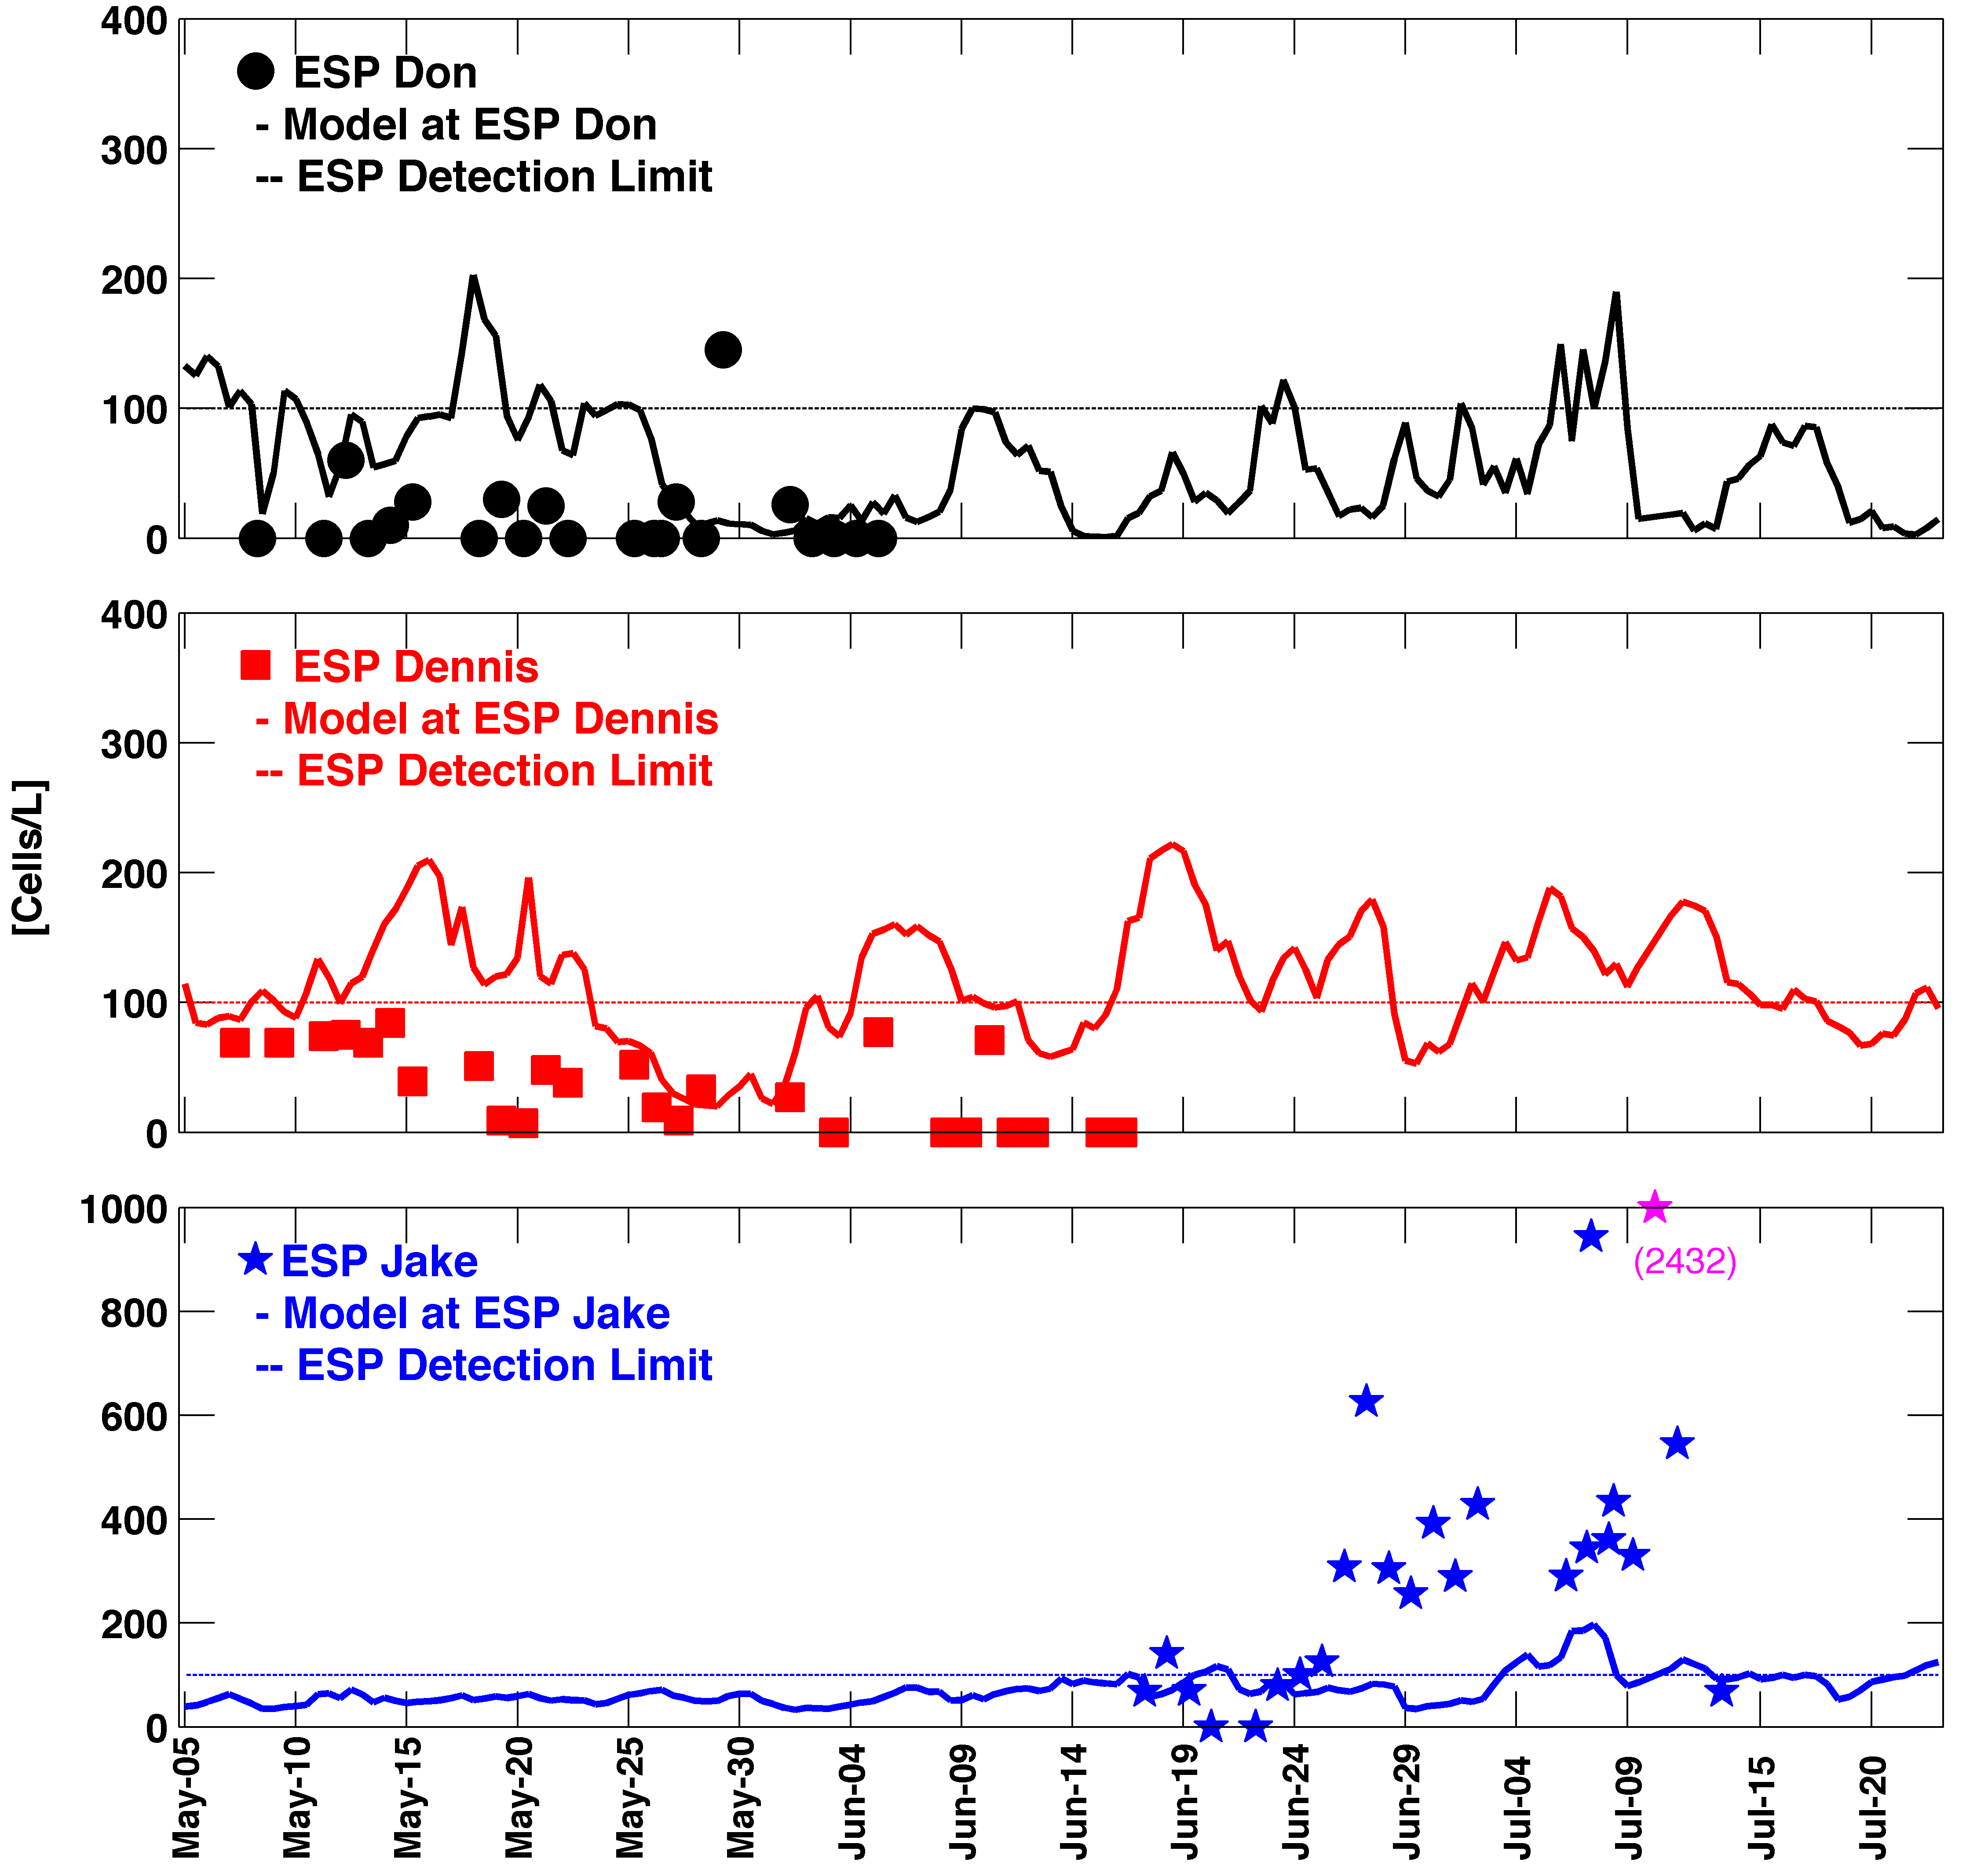 400
ESP Don
- Model at ESP Don
300
-- ESP Detection Limit
200
100
0
400
ESP Dennis
- Model at ESP Dennis
300
-- ESP Detection Limit
[Cells/L]
200
100
0
1000
(2432)
ESP Jake
- Model at ESP Jake
800
-- ESP Detection Limit
600
400
200
0
May-05
May-10
May-15
May-20
May-25
May-30
Jun-04
Jun-09
Jun-14
Jun-19
Jun-24
Jun-29
Jul-04
Jul-09
Jul-15
Jul-20